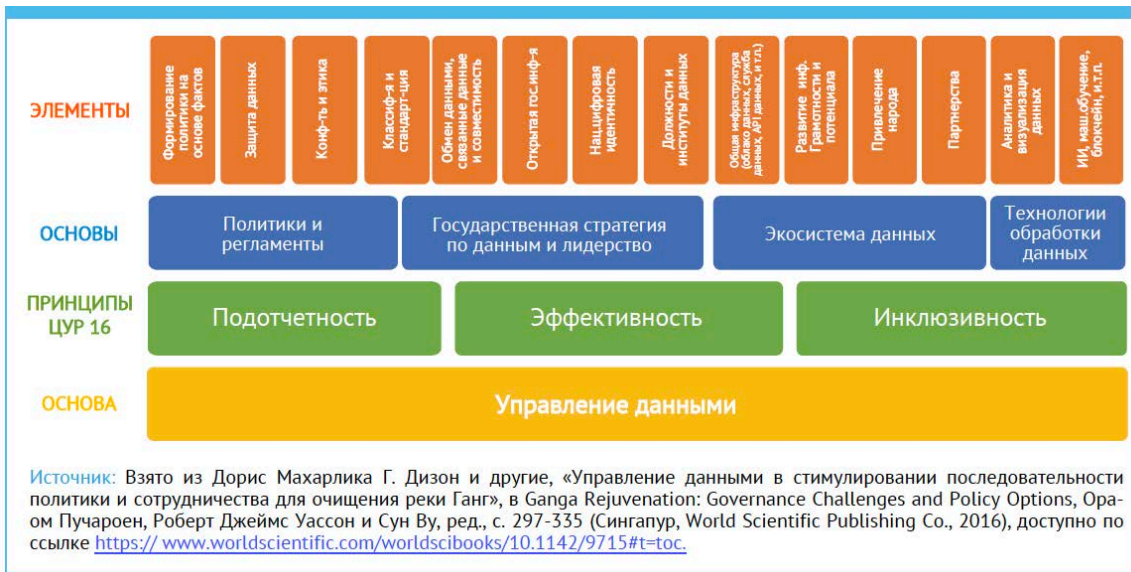 ЭЛЕМЕНТЫ
Формирование
политики на
основе фактов
Защита данных
Конф-ть и этика
Классиф-я и
стандарт-ция
Обмен данными,
связанные данные
и совместимость
Открытая гос.инф-я
Нац.цифровая
идентжность
Должности и
институты данных
Общая инфраструктура
(облако данных, служба
данных, API данных, и т.п.)
Развитие инф.
Грамотности и
потенциала
Привлечение
народа
Партнерства
Аналитика и
визуализация
данных
ИИ, маш.обучение,
блокчейн, и.т.п.
ОСНОВЫ
Политики и
регламенты
Государственная стратегия
по данным и лидерство
Экосистема данных
Технологии
обработки
данных
ПРИНЦИПЫ
ЦУР 16
Подотчетность
Эффективность
Инклюзивность
ОСНОВА
Управление данными
Источник: Взято из Дорис Махарлика Г. Дизон и другие, «Управление данными в стимулировании последовательности
политики и сотрудничества для очищения реки Ганг», в Ganga Rejuvenation: Governance Challenges and Policy Options, Ора-
ом Пучароен, Роберт Джеймс Уассон и Сун Ву, ред., с. 297-335 (Сингапур, World Scientific Publishing Co., 2016), доступно по
ссылке https:// www.worldscientific.com/worldscibooks/10.1142/9715#t=toc.